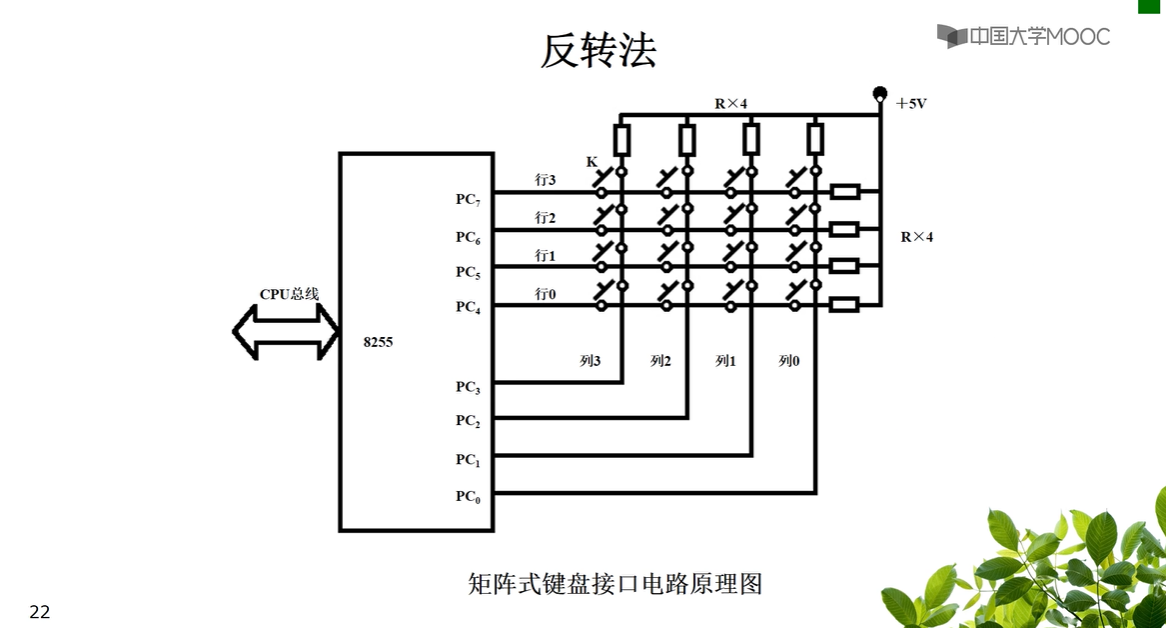 中国大学MOOC
反转法
R×4
+5V
K
行3
PC7
行2
PC6
R×4
行1
PC5
行0
CPU总线
PC4
8255
列3 列2 列1 列0
PC3
PC2
PC1
PC0
矩阵式键盘接口电路原理图
22